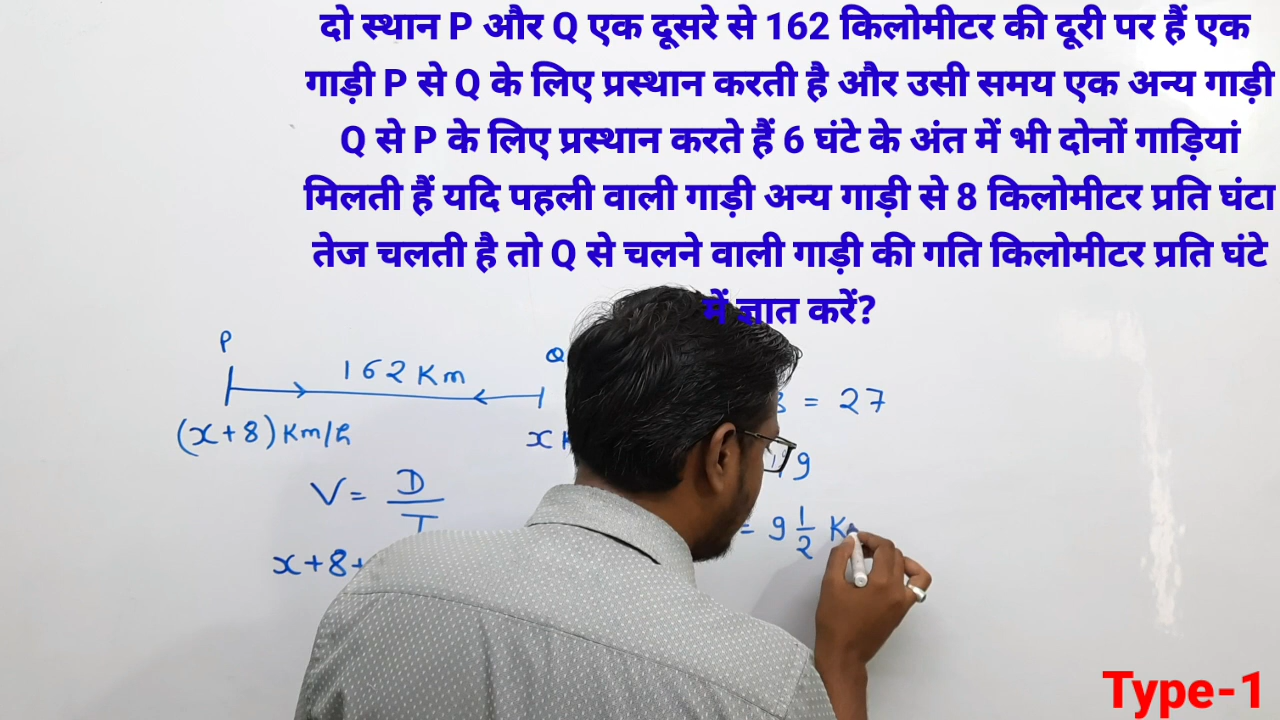 दो स्थान P और Q एक दूसरे से 162 किलोमीटर की दूरी पर हैं एक
गाड़ी P से Q के लिए प्रस्थान करती है और उसी समय एक अन्य गाड़ी
Q से P के लिए प्रस्थान करते हैं 6 घंटे के अंत में भी दोनों गाड़ियां
मिलती हैं यदि पहली वाली गाड़ी अन्य गाड़ी से 8 किलोमीटर प्रति घंटा
तेज चलती है तो Q से चलने वाली गाड़ी की गति किलोमीटर प्रति घंटे
में ज्ञात करें?
P
Q
162 Km
(x+8) Km/h
x K
V = D/T
x+8+
= 27
19
= 9 1/2 K
Type-1